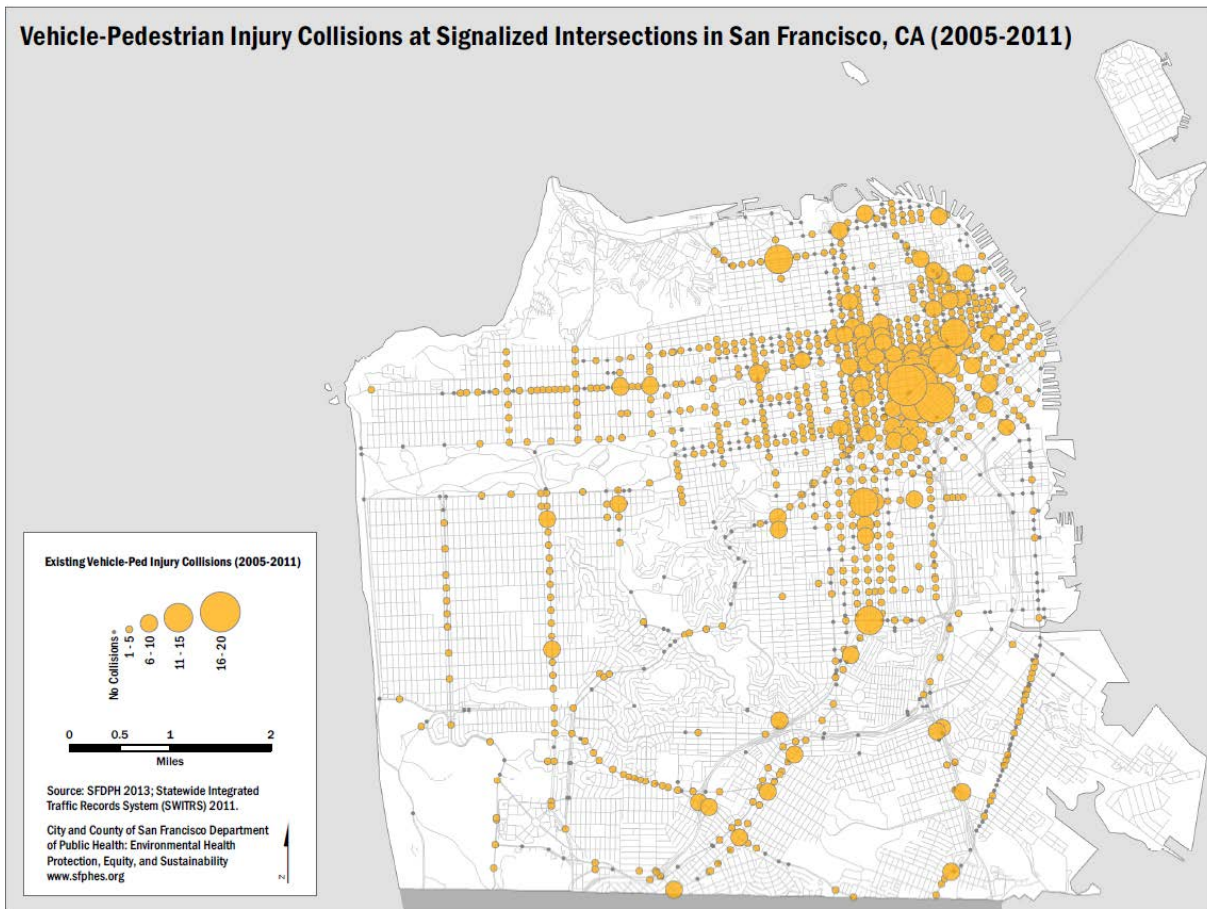 Vehicle-Pedestrian Injury Collisions at Signalized Intersections in San Francisco, CA (2005-2011)
Existing Vehicle-Ped Injury Collisions (2005-2011)
No Collisions
1 - 5
6 - 10
11 - 15
16 - 20
0 0.5 1 2
Miles
Source: SFDPH 2013; Statewide Integrated
Traffic Records System (SWITRS) 2011.
City and County of San Francisco Department
of Public Health: Environmental Health
Protection, Equity, and Sustainability
www.sfphes.org
N